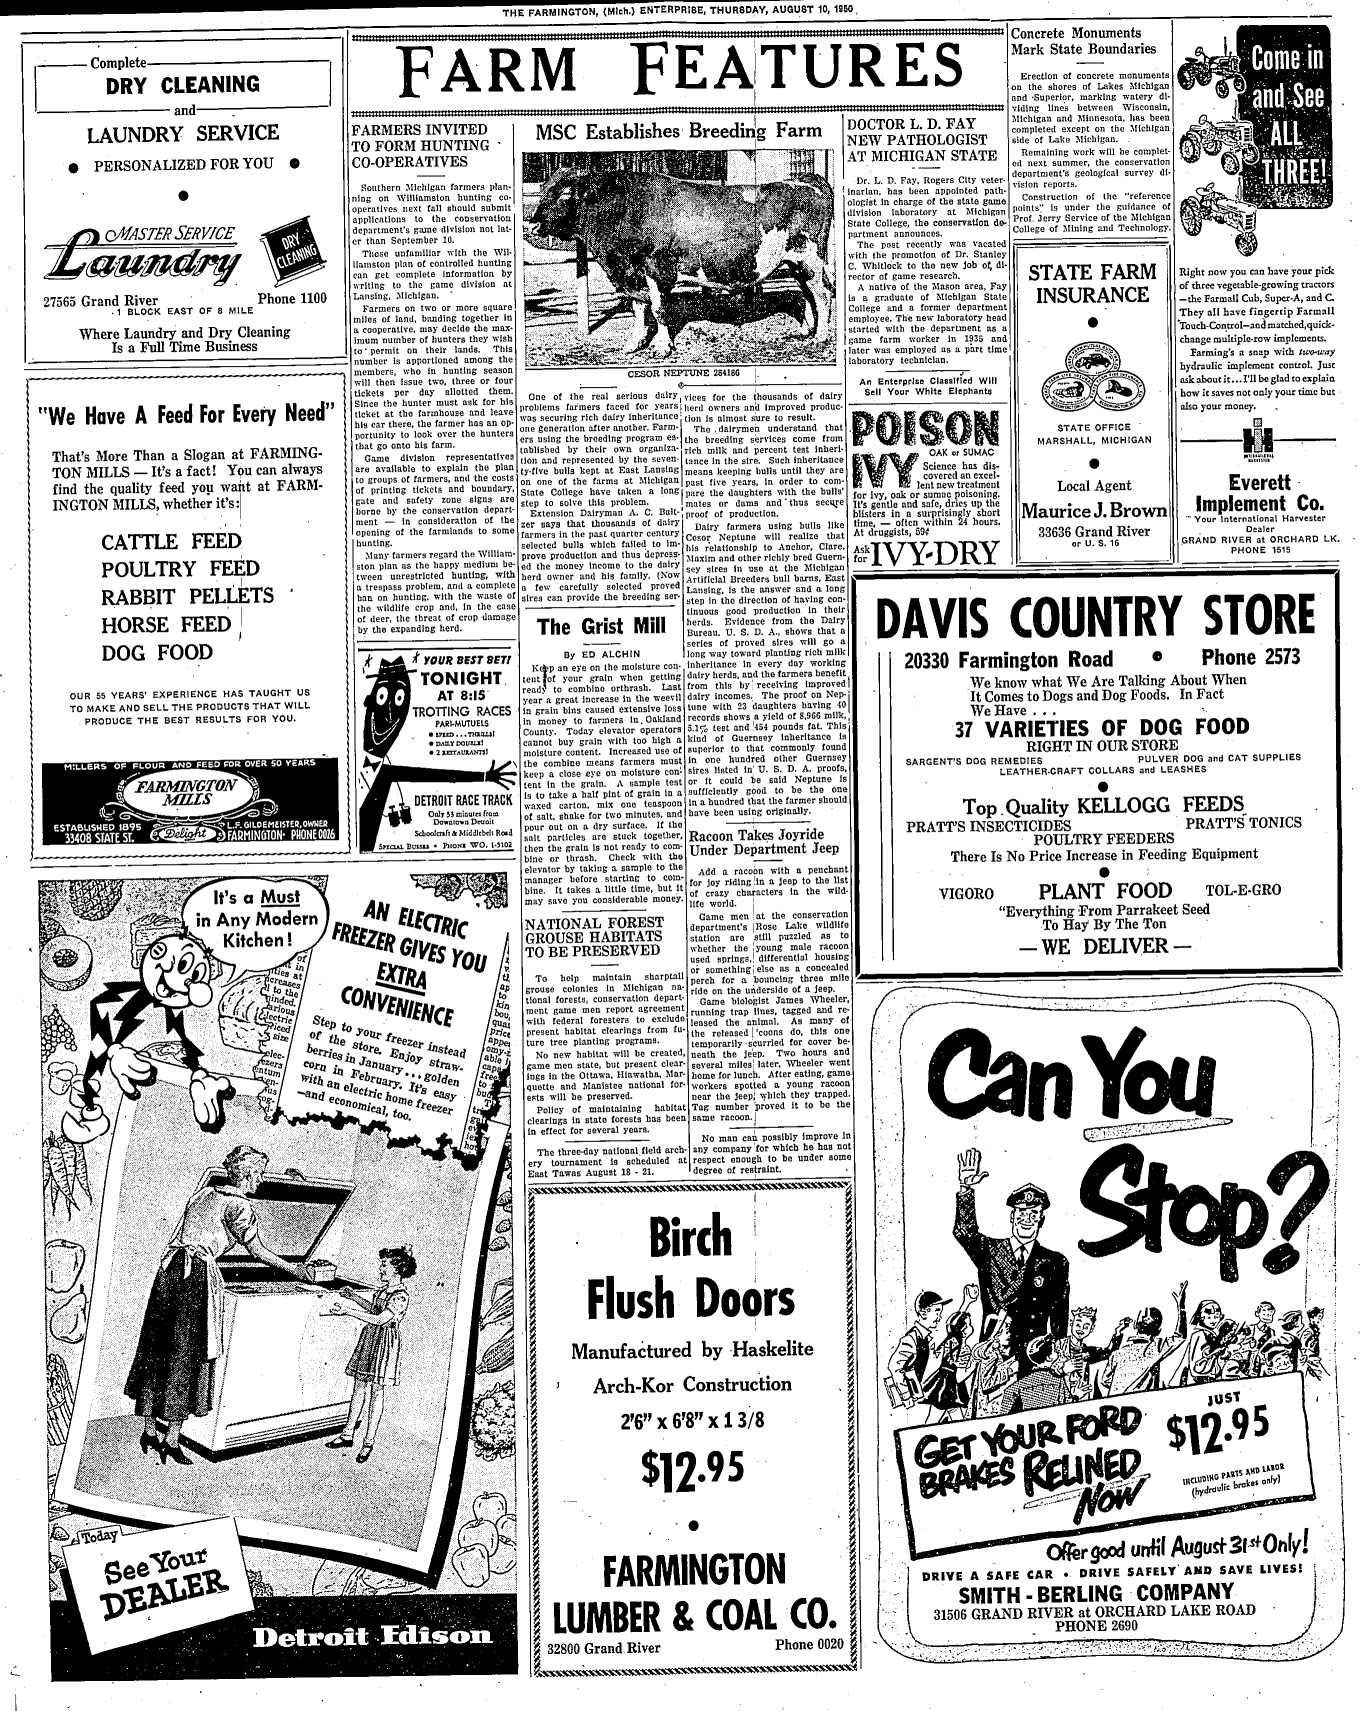 THE FARMINGTON, (Mich.) ENTERPRISE, THURSDAY, AUGUST 10, 1950
Complete
DRY CLEANING
and
LAUNDRY SERVICE
● PERSONALIZED FOR YOU ●
MASTER SERVICE
Laundry
DRY
CLEANING
27565 Grand River Phone 1100
1 BLOCK EAST OF 8 MILE
Where Laundry and Dry Cleaning
Is a Full Time Business
"We Have A Feed For Every Need"
That's More Than a Slogan at FARMING-
TON MILLS — It's a fact! You can always
find the quality feed you want at FARM-
INGTON MILLS, whether it's:
CATTLE FEED
POULTRY FEED
RABBIT PELLETS
HORSE FEED
DOG FOOD
OUR 55 YEARS' EXPERIENCE HAS TAUGHT US
TO MAKE AND SELL THE PRODUCTS THAT WILL
PRODUCE THE BEST RESULTS FOR YOU.
MILLERS OF FLOUR AND FEED FOR OVER 50 YEARS
FARMINGTON
MILLS
ESTABLISHED 1895
33408 STATE ST.
Delight
L.F. GILDEMEISTER, OWNER
FARMINGTON - PHONE 0026
FARM FEATURES
FARMERS INVITED
TO FORM HUNTING
CO-OPERATIVES
Southern Michigan farmers plan-
ning on Williamston hunting co-
operatives next fall should submit
applications to the conservation
department's game division not lat-
er than September 10.
Those unfamiliar with the Wil-
liamston plan of controlled hunting
can get complete information by
writing to the game division at
Lansing, Michigan.
Farmers on two or more square
miles of land, banding together in
a cooperative, may decide the max-
imum number of hunters they wish
to permit on their lands. This
number is apportioned among the
members, who in hunting season
will then issue two, three or four
tickets per day allotted them.
Since the hunter must ask for his
ticket at the farmhouse and leave
his car there, the farmer has an op-
portunity to look over the hunters
that go onto his farm.
Game division representatives
are available to explain the plan
to groups of farmers, and the costs
of printing tickets and boundary,
gate and safety zone signs are
borne by the conservation depart-
ment — in consideration of the
opening of the farmlands to some
hunting.
Many farmers regard the William-
ston plan as the happy medium be-
tween unrestricted hunting, with
a trespass problem, and a complete
ban on hunting, with the waste of
the wildlife crop and, in the case
of deer, the threat of crop damage
by the expanding herd.
YOUR BEST BET!
TONIGHT
AT 8:15
TROTTING RACES
PARI-MUTUELS
● SPEED . . . THRILLS!
● DAILY DOUBLE!
● 2 RESTAURANTS!
DETROIT RACE TRACK
Only 33 minutes from
Downtown Detroit
Schoolcraft & Middlebelt Road
SPECIAL BUSSES • PHONE WO. 1-5102
MSC Establishes Breeding Farm
CESOR NEPTUNE 284186
One of the real serious dairy
problems farmers faced for years
was securing rich dairy inheritance
one generation after another. Farm-
ers using the breeding program es-
tablished by their own organiza-
tion and represented by the seven-
ty-five bulls kept at East Lansing
on one of the farms at Michigan
State College have taken a long
step to solve this problem.
Extension Dairyman A. C. Balt-
zer says that thousands of dairy
farmers in the past quarter century
selected bulls which failed to im-
prove production and thus depress-
ed the money income to the dairy
herd owner and his family. (Now
a few carefully selected proved
sires can provide the breeding ser-
vices for the thousands of dairy
herd owners and improved produc-
tion is almost sure to result.
The dairymen understand that
the breeding services come from
rich milk and percent test inheri-
tance in the sire. Such inheritance
means keeping bulls until they are
past five years, in order to com-
pare the daughters with the bulls'
mates or dams and thus secure
proof of production.
Dairy farmers using bulls like
Cesor Neptune will realize that
his relationship to Anchor, Clare,
Maxim and other richly bred Guern-
sey sires in use at the Michigan
Artificial Breeders bull barns, East
Lansing, is the answer and a long
step in the direction of having con-
tinuous good production in their
herds. Evidence from the Dairy
Bureau, U. S. D. A., shows that a
series of proved sires will go a
long way toward planting rich milk
inheritance in every day working
dairy herds, and the farmers benefit
from this by receiving improved
dairy incomes. The proof on Nep-
tune with 23 daughters having 40
records shows a yield of 8,966 milk,
5.1% test and 454 pounds fat. This
kind of Guernsey inheritance is
superior to that commonly found
in one hundred other Guernsey
sires listed in U. S. D. A. proofs,
or it could be said Neptune is
sufficiently good to be the one
in a hundred that the farmer should
have been using originally.
The Grist Mill
By ED ALCHIN
Keep an eye on the moisture con-
tent of your grain when getting
ready to combine orthrash. Last
year a great increase in the weevil
in grain bins caused extensive loss
in money to farmers in Oakland
County. Today elevator operators
cannot buy grain with too high a
moisture content. Increased use of
the combine means farmers must
keep a close eye on moisture con-
tent in the grain. A sample test
is to take a half pint of grain in a
waxed carton, mix one teaspoon
of salt, shake for two minutes, and
pour out on a dry surface. If the
salt particles are stuck together
then the grain is not ready to com-
bine or thrash. Check with the
elevator by taking a sample to the
manager before starting to com-
bine. It takes a little time, but it
may save you considerable money.
NATIONAL FOREST
GROUSE HABITATS
TO BE PRESERVED
To help maintain sharptail
grouse colonies in Michigan na-
tional forests, conservation depart-
ment game men report agreement
with federal foresters to exclude
present habitat clearings from fu-
ture tree planting programs.
No new habitat will be created,
game men state, but present clear-
ings in the Ottawa, Hiawatha, Mar-
quette and Manistee national for-
ests will be preserved.
Policy of maintaining habitat
clearings in state forests has been
in effect for several years.
The three-day national field arch-
ery tournament is scheduled at
East Tawas August 18 - 21.
Racoon Takes Joyride
Under Department Jeep
Add a racoon with a penchant
for joy riding in a jeep to the list
of crazy characters in the wild-
life world.
Game men at the conservation
department's Rose Lake wildlife
station are still puzzled as to
whether the young male racoon
used springs, differential housing
or something else as a concealed
perch for a bouncing three mile
ride on the underside of a jeep.
Game biologist James Wheeler,
running trap lines, tagged and re-
leased the animal. As many of
the released 'coons do, this one
temporarily scurried for cover be-
neath the jeep. Two hours and
several miles later, Wheeler went
home for lunch. After eating, game
workers spotted a young racoon
near the jeep, which they trapped.
Tag number proved it to be the
same racoon.
No man can possibly improve in
any company for which he has not
respect enough to be under some
degree of restraint.
DOCTOR L. D. FAY
NEW PATHOLOGIST
AT MICHIGAN STATE
Dr. L. D. Fay, Rogers City veter-
inarian, has been appointed path-
ologist in charge of the state game
division laboratory at Michigan
State College, the conservation de-
partment announces.
The post recently was vacated
with the promotion of Dr. Stanley
C. Whitlock to the new job of di-
rector of game research.
A native of the Mason area, Fay
is a graduate of Michigan State
College and a former department
employee. The new laboratory head
started with the department as a
game farm worker in 1935 and
later was employed as a part time
laboratory technician.
An Enterprise Classified Will
Sell Your White Elephants
POISON
IVY
OAK or SUMAC
Science has dis-
covered an excel-
lent new treatment
for ivy, oak or sumac poisoning.
It's gentle and safe, dries up the
blisters in a surprisingly short
time, — often within 24 hours.
At druggists, 59¢
Ask
for IVY-DRY
Concrete Monuments
Mark State Boundaries
Erection of concrete monuments
on the shores of Lakes Michigan
and Superior, marking watery di-
viding lines between Wisconsin,
Michigan and Minnesota, has been
completed except on the Michigan
side of Lake Michigan.
Remaining work will be complet-
ed next summer, the conservation
department's geological survey di-
vision reports.
Construction of the "reference
points" is under the guidance of
Prof. Jerry Service of the Michigan
College of Mining and Technology.
STATE FARM
INSURANCE
STATE OFFICE
MARSHALL, MICHIGAN
Local Agent
Maurice J. Brown
33636 Grand River
or U. S. 16
Come in
and See
ALL
THREE!
Right now you can have your pick
of three vegetable-growing tractors
—the Farmall Cub, Super-A, and C.
They all have fingertip Farmall
Touch-Control—and matched, quick-
change multiple-row implements.
Farming's a snap with two-way
hydraulic implement control. Just
ask about it...I'll be glad to explain
how it saves not only your time but
also your money.
INTERNATIONAL
HARVESTER
Everett
Implement Co.
"Your International Harvester
Dealer
GRAND RIVER at ORCHARD LK.
PHONE 1515
DAVIS COUNTRY STORE
20330 Farmington Road ● Phone 2573
We know what We Are Talking About When
It Comes to Dogs and Dog Foods. In Fact
We Have . . .
37 VARIETIES OF DOG FOOD
RIGHT IN OUR STORE
SARGENT'S DOG REMEDIES PULVER DOG and CAT SUPPLIES
LEATHER-CRAFT COLLARS and LEASHES
Top Quality KELLOGG FEEDS
PRATT'S INSECTICIDES PRATT'S TONICS
POULTRY FEEDERS
There Is No Price Increase in Feeding Equipment
VIGORO PLANT FOOD TOL-E-GRO
"Everything From Parrakeet Seed
To Hay By The Ton
— WE DELIVER —
It's a Must
in Any Modern
Kitchen!
AN ELECTRIC
FREEZER GIVES YOU
EXTRA
CONVENIENCE
Step to your freezer instead
of the store. Enjoy straw-
berries in January . . . golden
corn in February. It's easy
with an electric home freezer
—and economical, too.
Today
See Your
DEALER
Detroit Edison
Birch
Flush Doors
Manufactured by Haskelite
Arch-Kor Construction
2'6" x 6'8" x 1 3/8
$12.95
FARMINGTON
LUMBER & COAL CO.
32800 Grand River Phone 0020
Can You
Stop?
GET YOUR FORD
BRAKES RELINED
NOW
JUST
$12.95
INCLUDING PARTS AND LABOR
(hydraulic brakes only)
Offer good until August 31st Only!
DRIVE A SAFE CAR • DRIVE SAFELY AND SAVE LIVES!
SMITH - BERLING COMPANY
31506 GRAND RIVER at ORCHARD LAKE ROAD
PHONE 2690